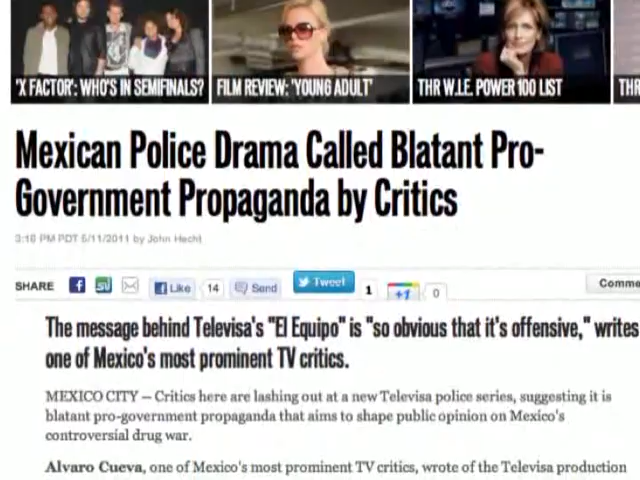 'X FACTOR': WHO'S IN SEMIFINALS?
FILM REVIEW: 'YOUNG ADULT'
THR W.I.E. POWER 100 LIST
THR
Mexican Police Drama Called Blatant Pro-
Government Propaganda by Critics
3:16 PM PDT 5/11/2011 by John Hecht
SHARE
f
su
f Like
14
Send
Tweet
1
+1
0
Comme
The message behind Televisa's "El Equipo" is "so obvious that it's offensive," writes
one of Mexico's most prominent TV critics.
MEXICO CITY — Critics here are lashing out at a new Televisa police series, suggesting it is
blatant pro-government propaganda that aims to shape public opinion on Mexico's
controversial drug war.
Alvaro Cueva, one of Mexico's most prominent TV critics, wrote of the Televisa production